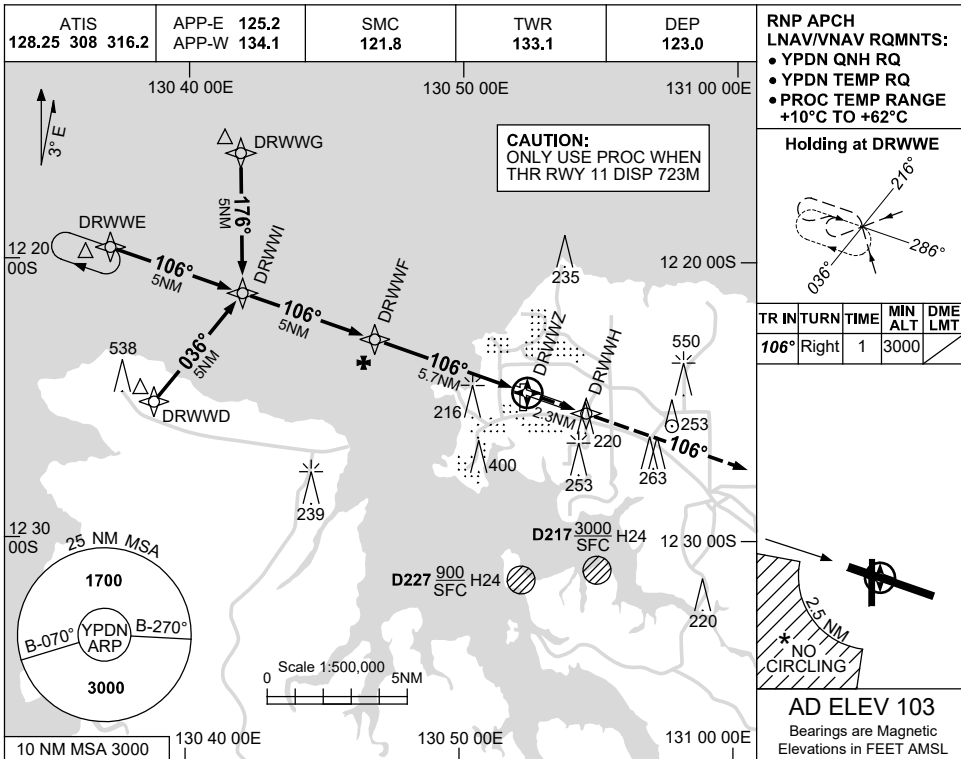 ATIS
128.25 308 316.2
APP-E 125.2
APP-W 134.1
SMC
121.8
TWR
133.1
DEP
123.0
RNP APCH
LNAV/VNAV RQMNTS:
• YPDN QNH RQ
• YPDN TEMP RQ
• PROC TEMP RANGE
+10°C TO +62°C
130 40 00E
130 50 00E
131 00 00E
3° E
DRWWG
CAUTION:
ONLY USE PROC WHEN
THR RWY 11 DISP 723M
Holding at DRWWE
216°
286°
036°
176°
5NM
DRWWE
DRWWI
12 20
00S
106°
5NM
12 20 00S
235
DRWWF
106°
5NM
DRWWZ
DRWWH
TR IN
TURN
TIME
MIN
ALT
DME
LMT
106°
Right
1
3000
036°
5NM
538
DRWWD
106°
5.7NM
550
216
2.3NM
253
220
106°
400
253
263
239
12 30
00S
12 30 00S
D217 3000
SFC H24
D227 900
SFC H24
220
25 NM MSA
1700
B-070°
YPDN
ARP
B-270°
3000
Scale 1:500,000
0
5NM
2.5 NM
* NO
CIRCLING
AD ELEV 103
Bearings are Magnetic
Elevations in FEET AMSL
10 NM MSA 3000
130 40 00E
130 50 00E
131 00 00E